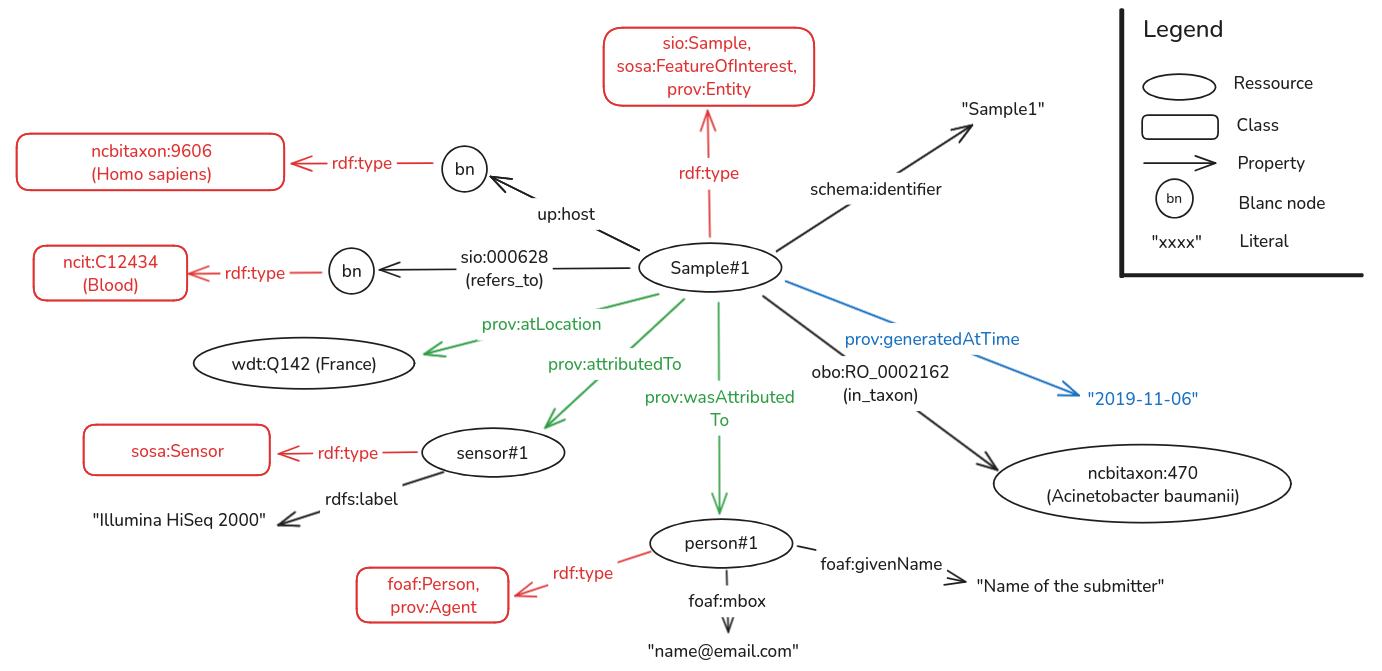 Legend
sio:Sample,
sosa:FeatureOfInterest,
prov:Entity
Ressource
"Sample1"
Class
ncbitaxon:9606
(Homo sapiens)
rdf:type
bn
rdf:type
Property
schema:identifier
bn
Blanc node
up:host
"xxxx"
Literal
ncit:C12434
(Blood)
rdf:type
bn
sio:000628
(refers_to)
Sample#1
prov:atLocation
prov:generatedAtTime
wdt:Q142 (France)
prov:attributedTo
obo:RO_0002162
(in_taxon)
prov:wasAttributed
To
"2019-11-06"
sosa:Sensor
rdf:type
sensor#1
ncbitaxon:470
(Acinetobacter baumanii)
rdfs:label
"Illumina HiSeq 2000"
person#1
foaf:Person,
prov:Agent
rdf:type
foaf:givenName
"Name of the submitter"
foaf:mbox
"name@email.com"